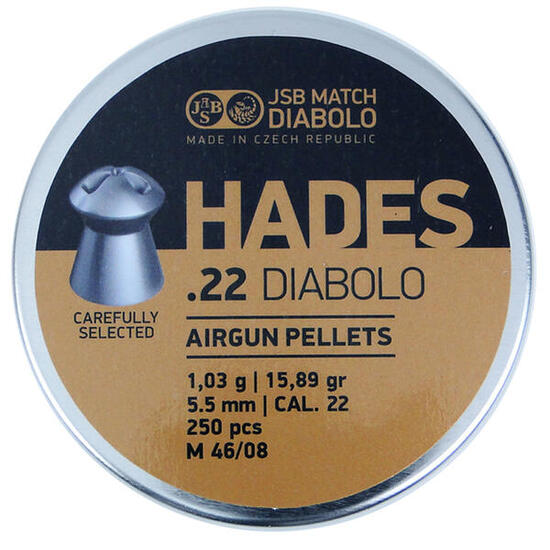 JSB
JSB MATCH
DIABOLO
MADE IN CZECH REPUBLIC
HADES
.22 DIABOLO
CAREFULLY
SELECTED
AIRGUN PELLETS
1,03 g | 15,89 gr
5.5 mm | CAL. 22
250 pcs
M 46/08